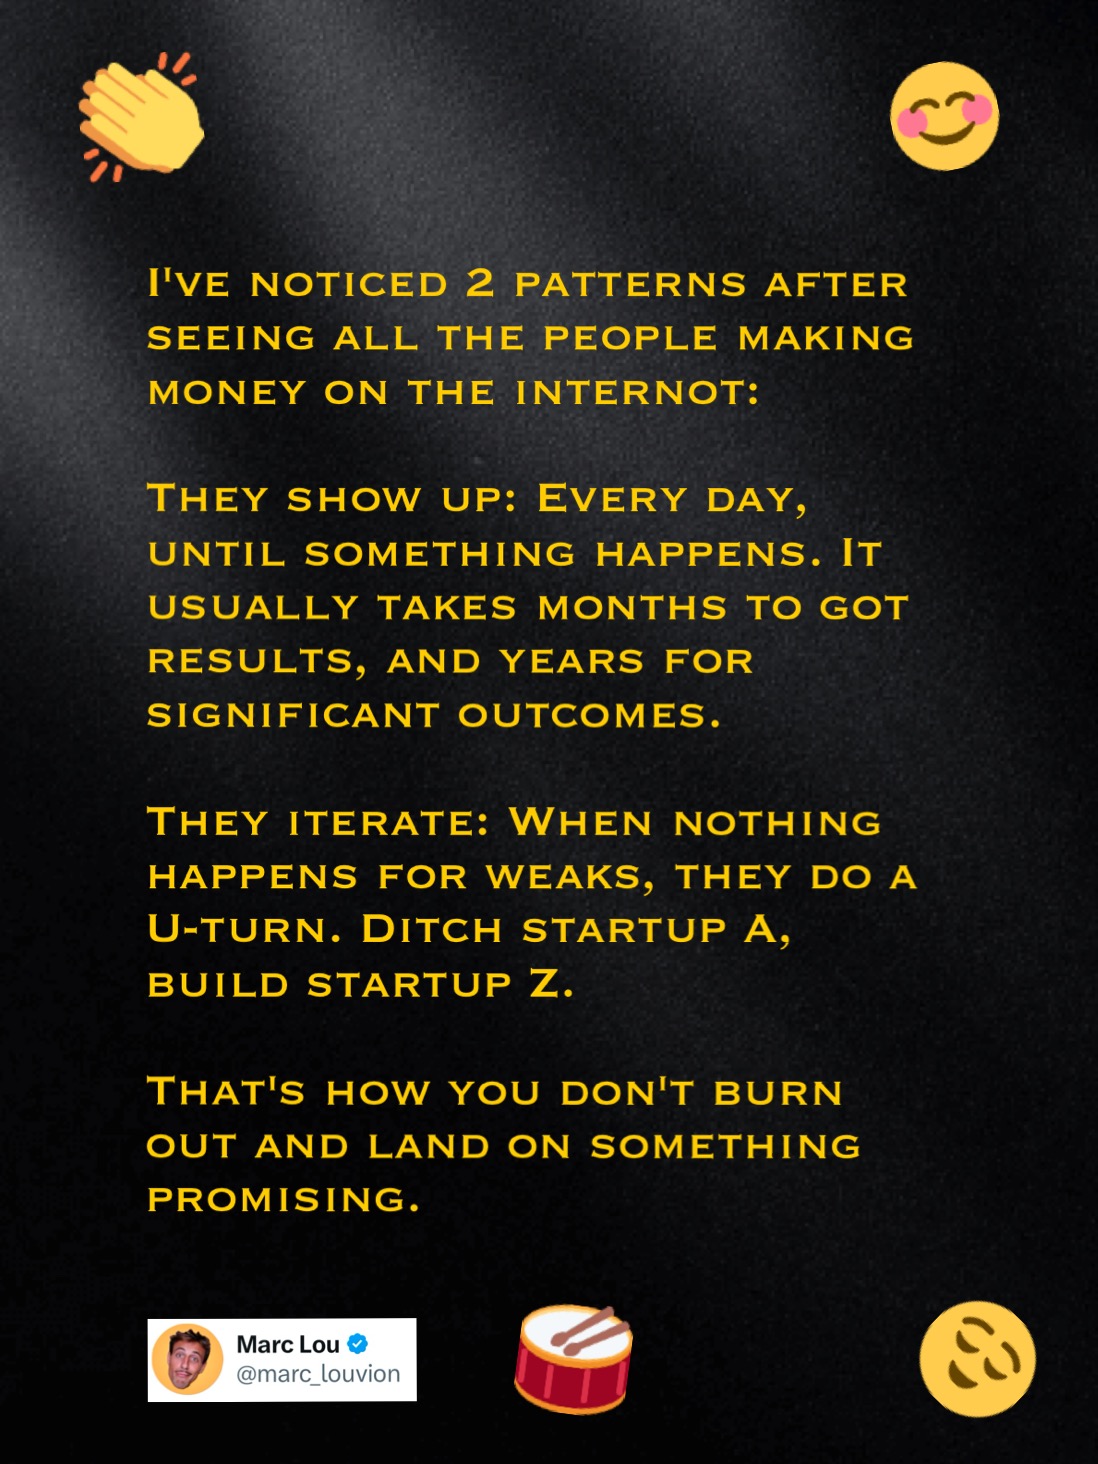 I'VE NOTICED 2 PATTERNS AFTER
SEEING ALL THE PEOPLE MAKING
MONEY ON THE INTERNOT:
THEY SHOW UP: EVERY DAY,
UNTIL SOMETHING HAPPENS. IT
USUALLY TAKES MONTHS TO GOT
RESULTS, AND YEARS FOR
SIGNIFICANT OUTCOMES.
THEY ITERATE: WHEN NOTHING
HAPPENS FOR WEAKS, THEY DO A
U-TURN. DITCH STARTUP A,
BUILD STARTUP Z.
THAT'S HOW YOU DON'T BURN
OUT AND LAND ON SOMETHING
PROMISING.
Marc Lou
@marc_louvion